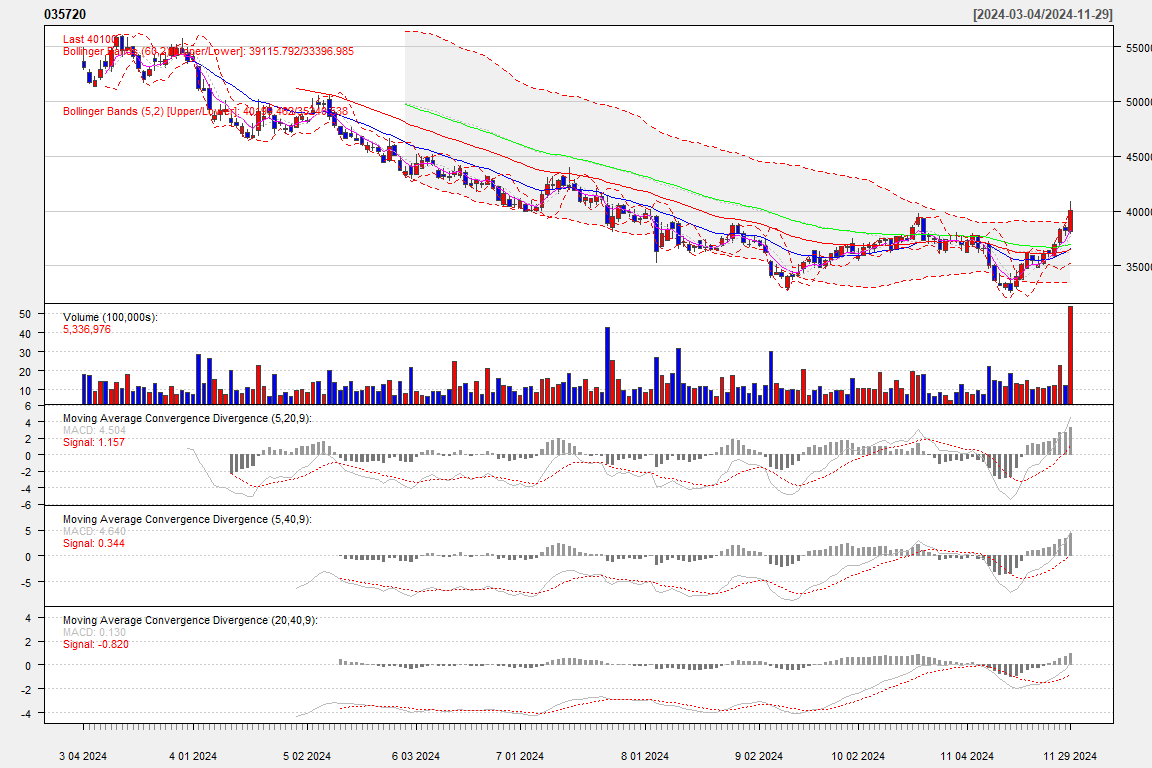 035720 [2024-03-04/2024-11-29]
Last 40100
Bollinger Bands (60,2) [Upper/Lower]: 39115.792/33396.985
Bollinger Bands (5,2) [Upper/Lower]:
55000
50000
45000
40000
35000
Volume (100,000s):
5,336,976
50
40
30
20
10
Moving Average Convergence Divergence (5,20,9):
MACD: 4.504
Signal: 1.157
6
4
2
0
-2
-4
-6
Moving Average Convergence Divergence (5,40,9):
MACD: 4.640
Signal: 0.344
5
0
-5
Moving Average Convergence Divergence (20,40,9):
MACD: 0.130
Signal: -0.820
4
2
0
-2
-4
3 04 2024 4 01 2024 5 02 2024 6 03 2024 7 01 2024 8 01 2024 9 02 2024 10 02 2024 11 04 2024 11 29 2024